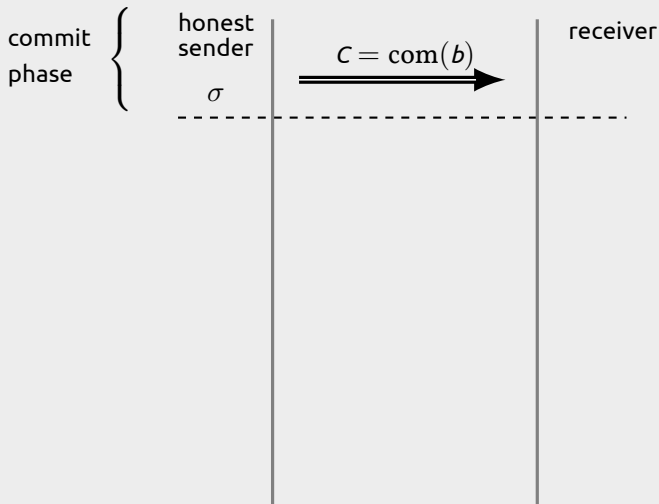 commit
phase
honest
sender
σ
C = com(b)
receiver